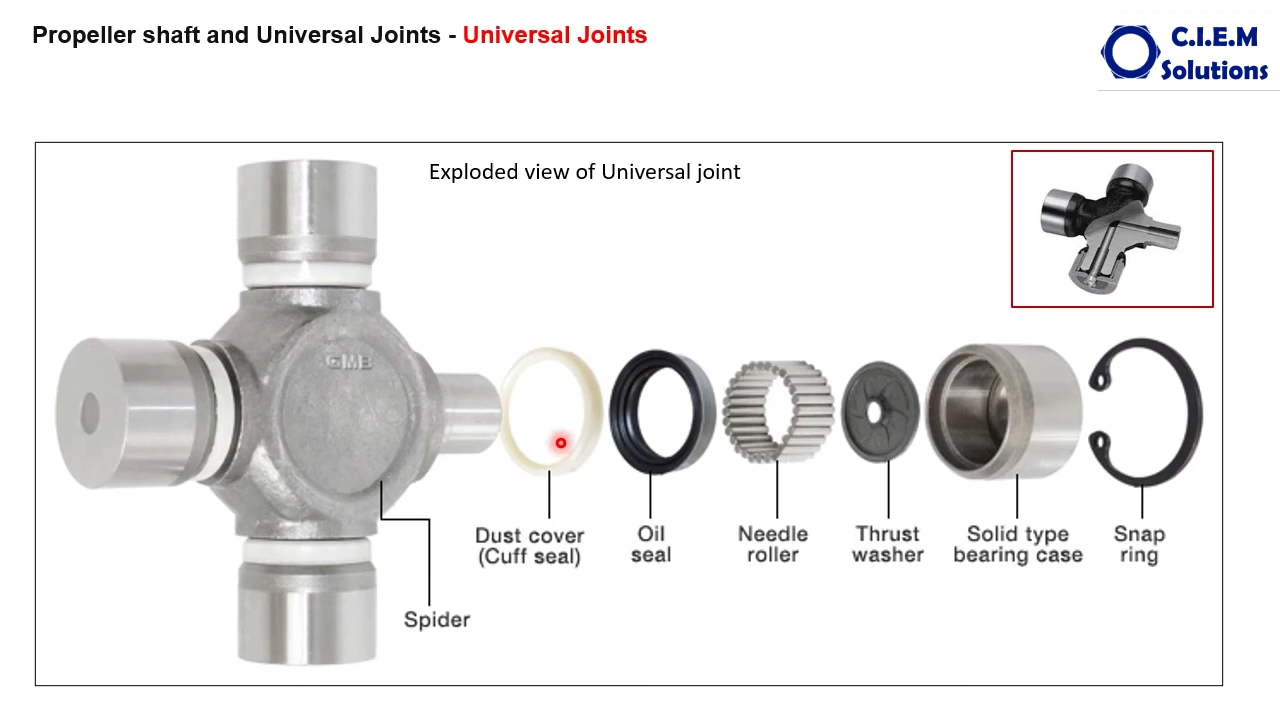 Propeller shaft and Universal Joints - Universal Joints
C.I.E.M
Solutions
Exploded view of Universal joint
GMB
Dust cover
(Cuff seal)
Oil
seal
Needle
roller
Thrust
washer
Solid type
bearing case
Snap
ring
Spider